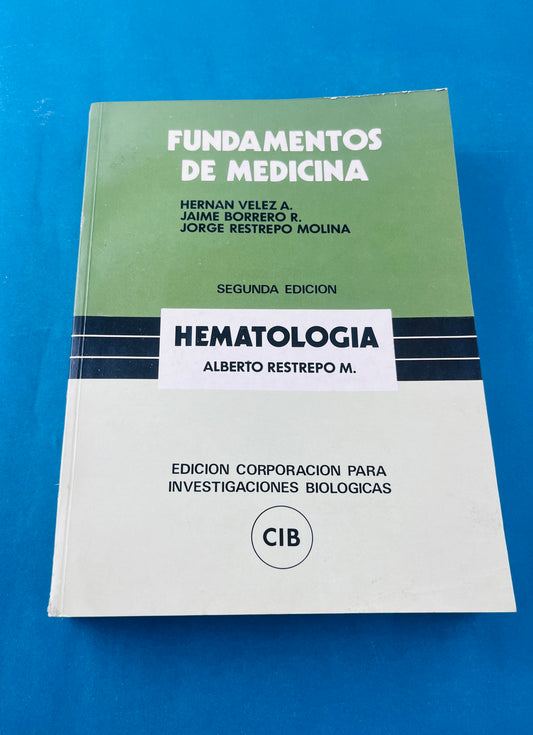 FUNDAMENTOS
DE MEDICINA
HERNAN VELEZ A.
JAIME BORRERO R.
JORGE RESTREPO MOLINA
SEGUNDA EDICION
HEMATOLOGIA
ALBERTO RESTREPO M.
EDICION CORPORACION PARA
INVESTIGACIONES BIOLOGICAS
CIB